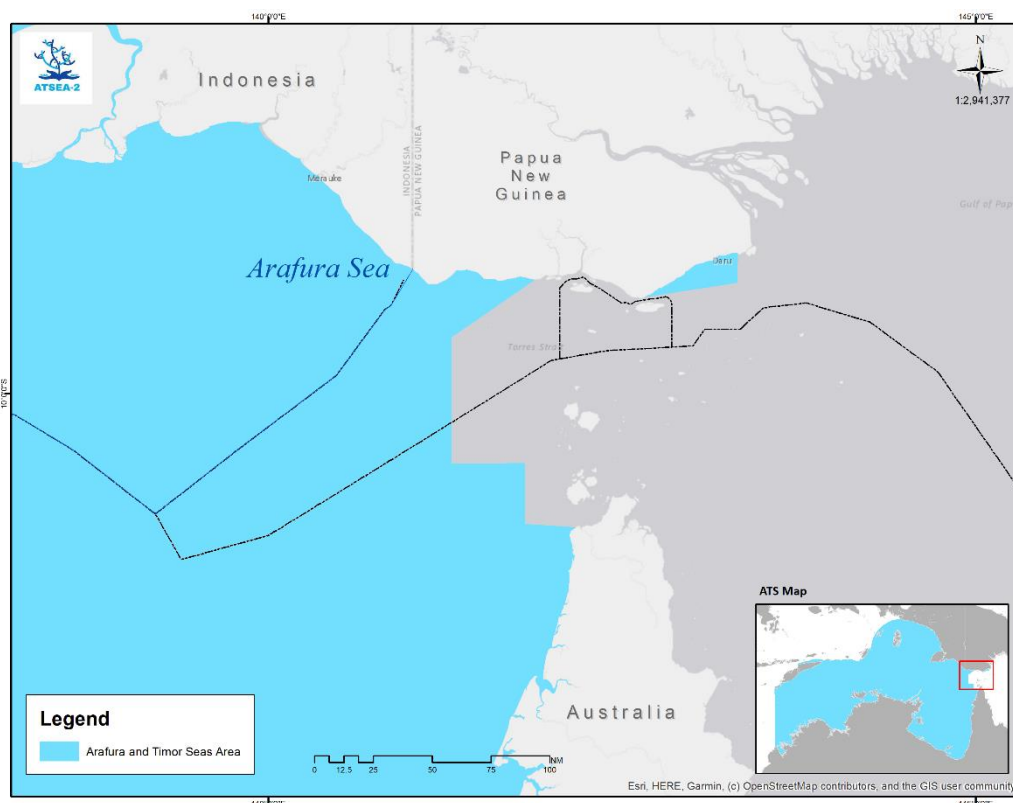 140°0'0"E
145°0'0"E
ATSEA-2
Indonesia
N
1:2,941,377
INDONESIA
PAPUA NEW GUINEA
Papua
New
Guinea
Merauke
Gulf of Pap
Arafura Sea
Daru
Torres Strait
10°0'0"S
ATS Map
Legend
Arafura and Timor Seas Area
Australia
NM
0 12.5 25 50 75 100
Esri, HERE, Garmin, (c) OpenStreetMap contributors, and the GIS user community